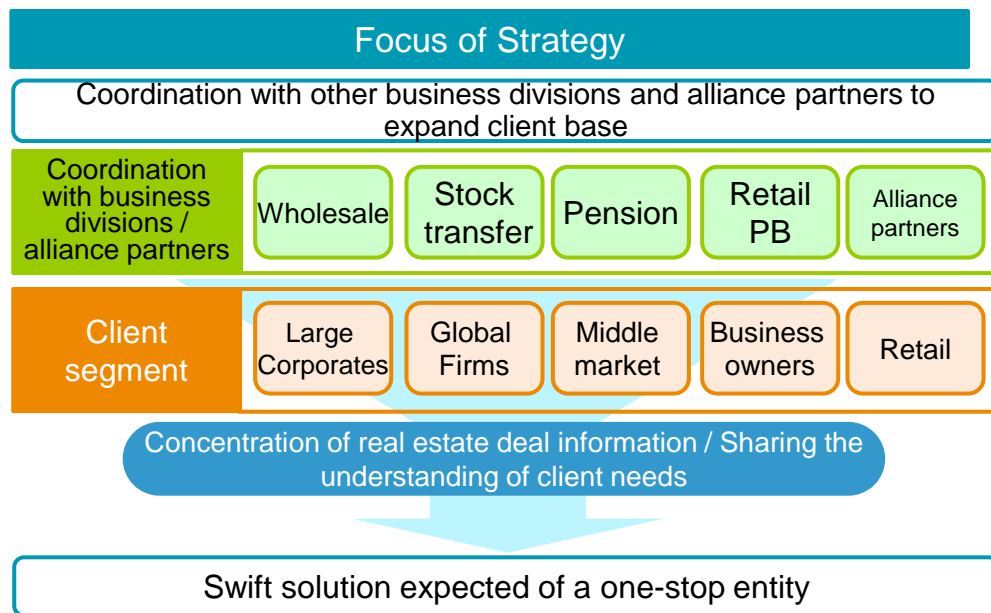 Focus of Strategy
Coordination with other business divisions and alliance partners to
expand client base
Coordination
with business
divisions /
alliance partners
Wholesale
Stock
transfer
Pension
Retail
PB
Alliance
partners
Client
segment
Large
Corporates
Global
Firms
Middle
market
Business
owners
Retail
Concentration of real estate deal information / Sharing the
understanding of client needs
Swift solution expected of a one-stop entity